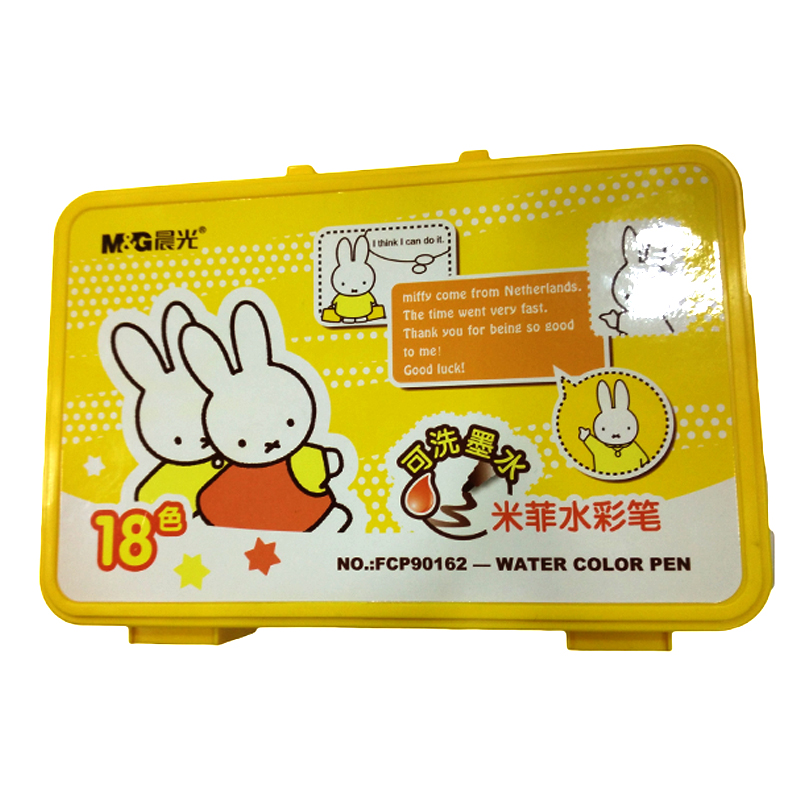 M&G晨光®
I think I can do it.
miffy come from Netherlands.
The time went very fast.
Thank you for being so good
to me!
Good luck!
可洗墨水
18色
米菲水彩笔
NO.:FCP90162 — WATER COLOR PEN